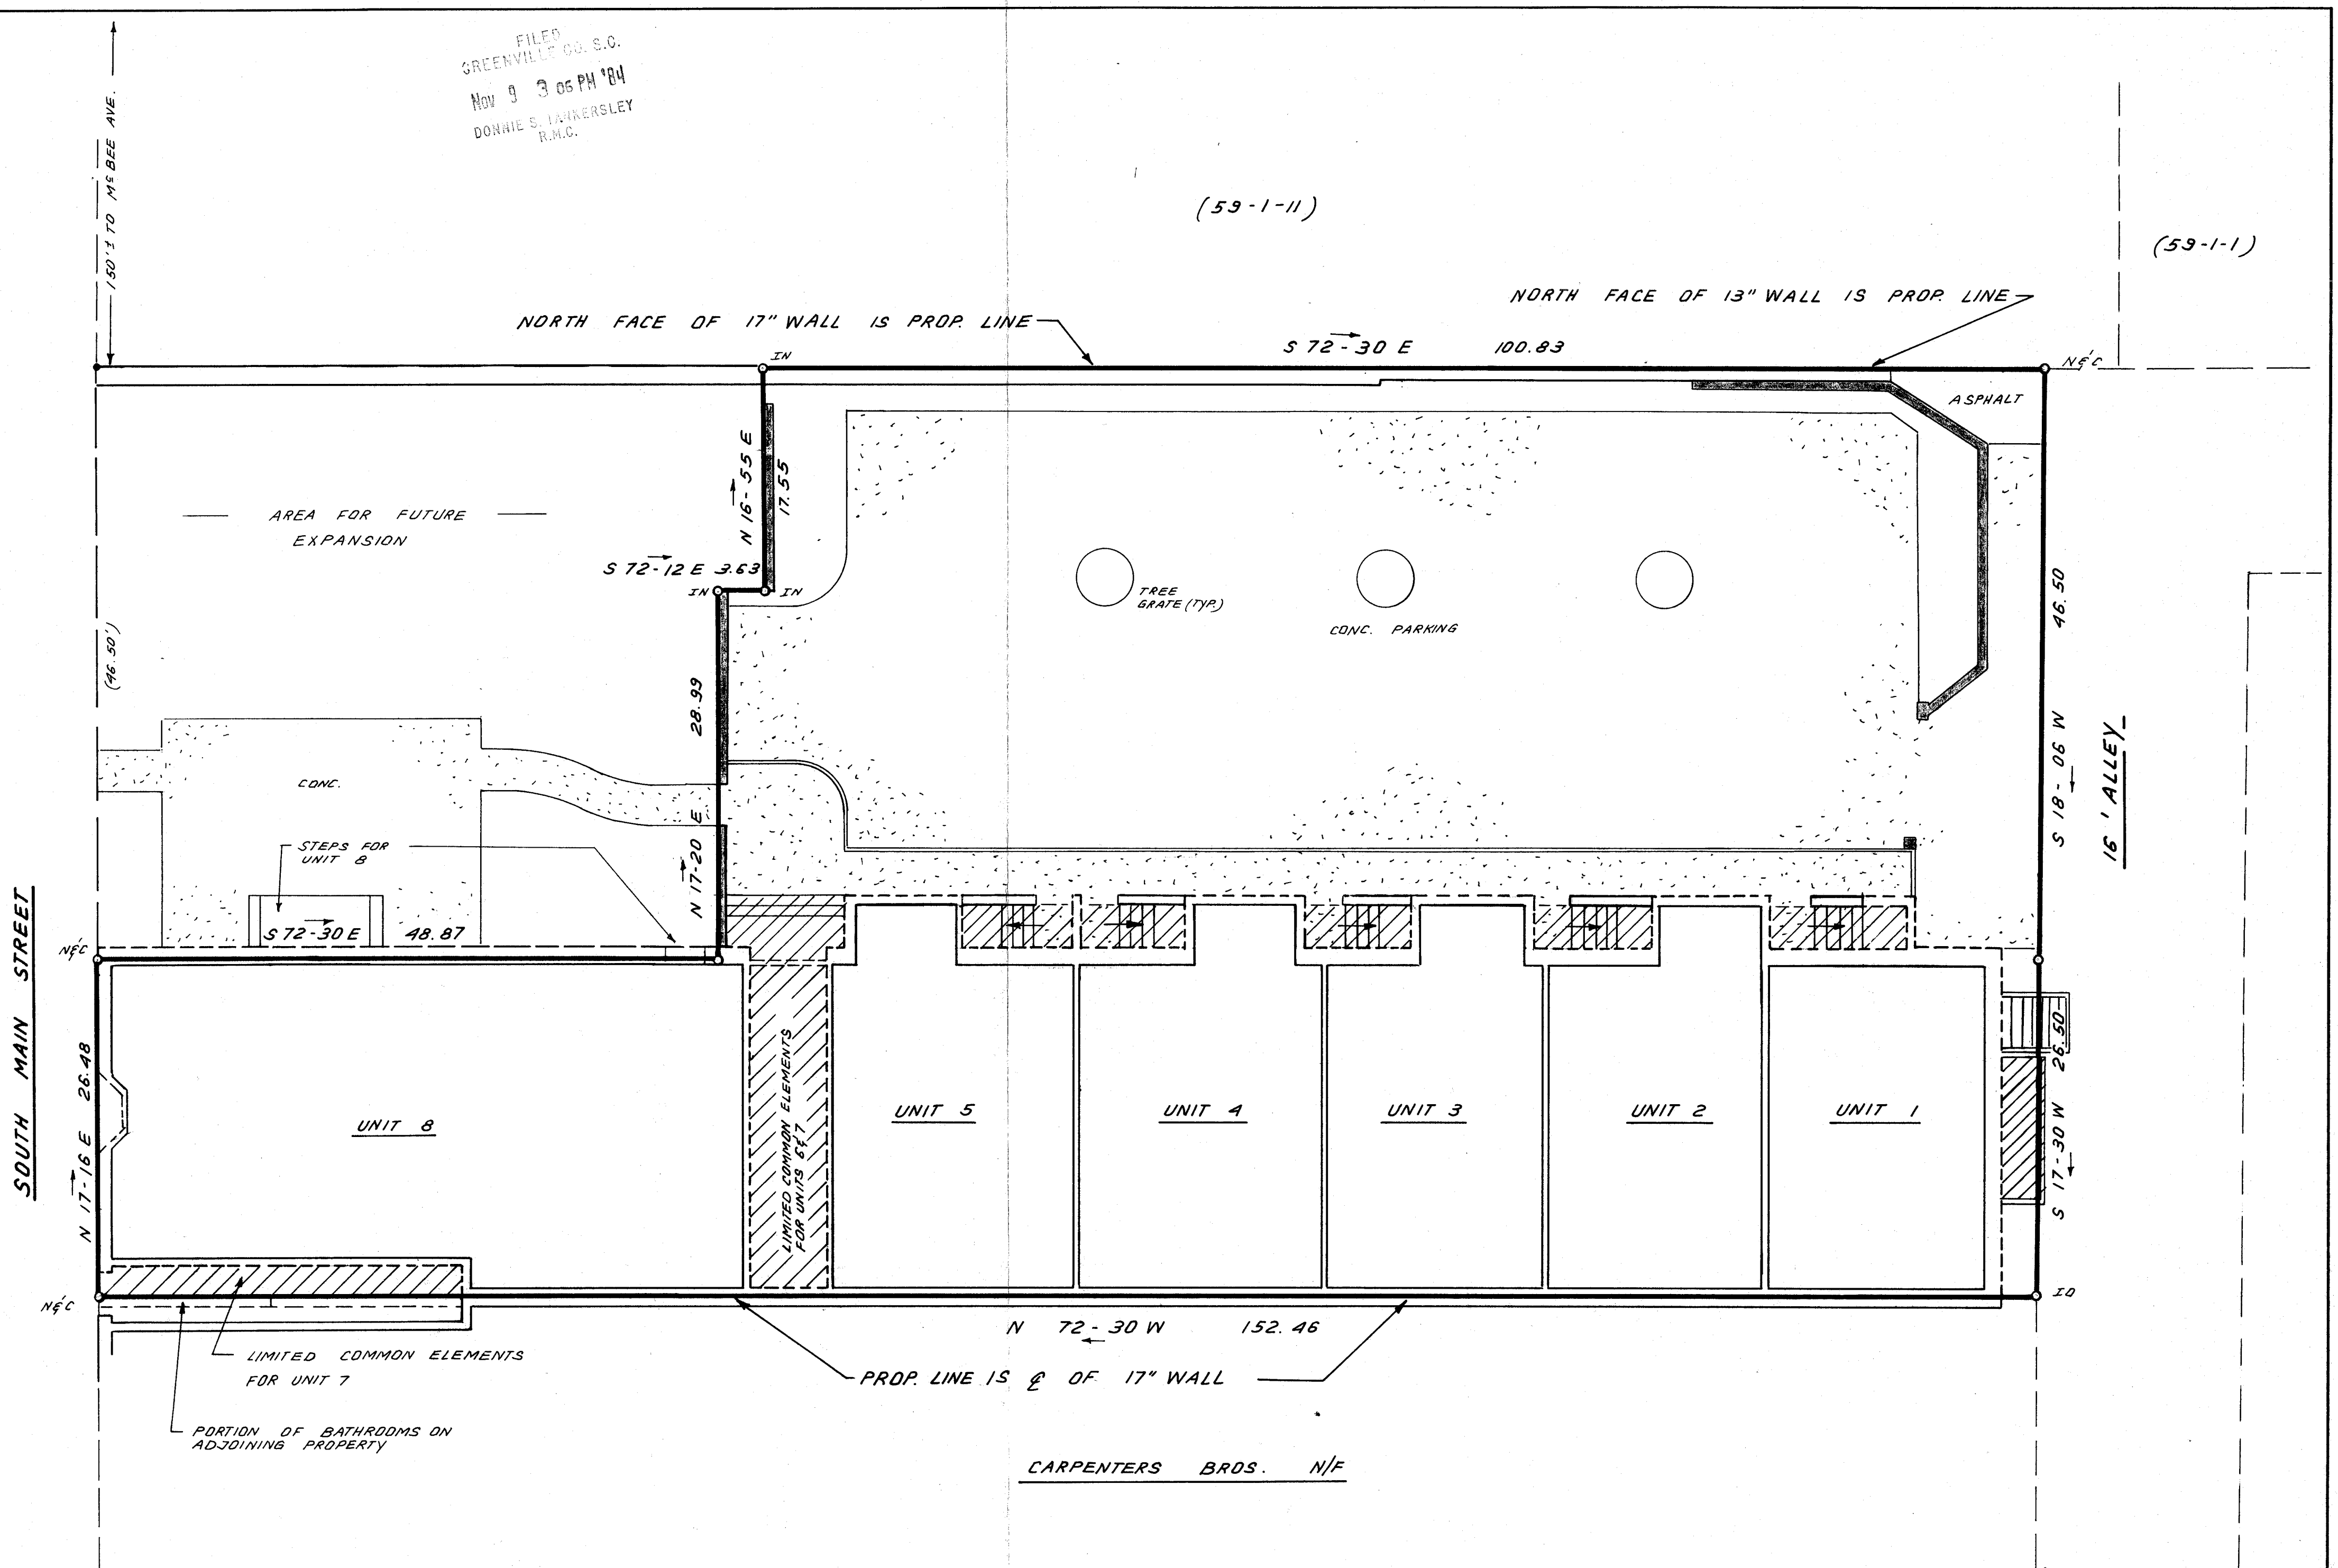 FILED
GREENVILLE CO. S.C.
NOV 9 3 06 PM '84
DONNIE S. TANKERSLEY
R.M.C.
150'± TO McBEE AVE.
(59-1-11)
(59-1-1)
NORTH FACE OF 17" WALL IS PROP. LINE
NORTH FACE OF 13" WALL IS PROP. LINE
IN
S 72-30 E 100.83
N&C
ASPHALT
N 16-55 E
17.55
AREA FOR FUTURE
EXPANSION
S 72-12 E 3.63
IN
IN
TREE
GRATE (TYP.)
CONC. PARKING
(46.50')
28.99
N 17-20 E
46.50
S 18-06 W
16' ALLEY
CONC.
STEPS FOR
UNIT 8
S 72-30 E 48.87
N&C
SOUTH MAIN STREET
N 17-16 E 26.48
UNIT 8
LIMITED COMMON ELEMENTS
FOR UNITS 6&7
UNIT 5
UNIT 4
UNIT 3
UNIT 2
UNIT 1
S 17-30 W 26.50
N&C
IO
N 72-30 W 152.46
LIMITED COMMON ELEMENTS
FOR UNIT 7
PROP. LINE IS ℄ OF 17" WALL
PORTION OF BATHROOMS ON
ADJOINING PROPERTY
CARPENTERS BROS. N/F